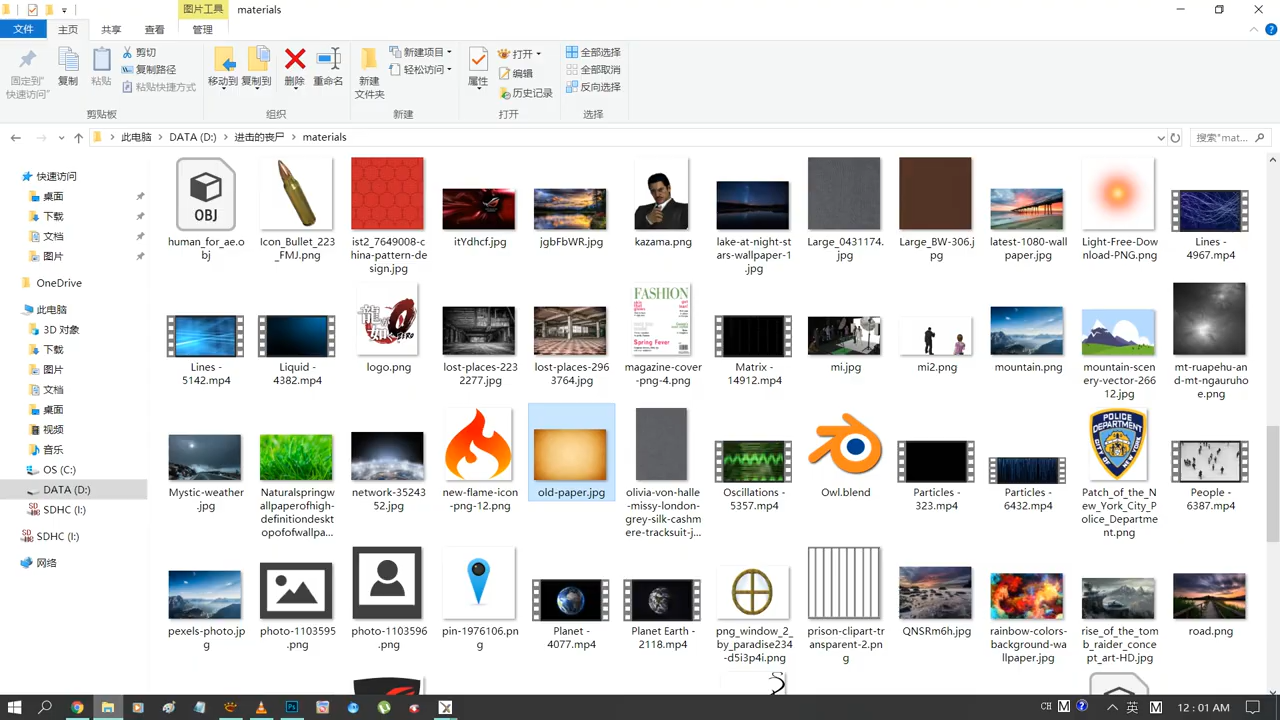 图片工具
materials
文件
主页
共享
查看
管理
固定到"快速访问"
复制
粘贴
剪切
复制路径
粘贴快捷方式
移动到
复制到
删除
重命名
新建
文件夹
新建项目
轻松访问
属性
打开
编辑
历史记录
全部选择
全部取消
反向选择
剪贴板
组织
新建
打开
选择
此电脑
DATA (D:)
进击的丧尸
materials
搜索"mat...
快速访问
桌面
下载
文档
图片
OneDrive
此电脑
3D 对象
下载
图片
文档
桌面
视频
音乐
OS (C:)
DATA (D:)
SDHC (I:)
SDHC (I:)
网络
OBJ
human_for_ae.o
bj
Icon_Bullet_223
_FMJ.png
ist2_7649008-c
hina-pattern-de
sign.jpg
itYdhcf.jpg
jgbFbWR.jpg
kazama.png
lake-at-night-st
ars-wallpaper-1
.jpg
Large_0431174.
jpg
Large_BW-306.j
pg
latest-1080-wall
paper.jpg
Light-Free-Dow
nload-PNG.png
Lines -
4967.mp4
FASHION
Spring Fever
Lines -
5142.mp4
Liquid -
4382.mp4
logo.png
lost-places-223
2277.jpg
lost-places-296
3764.jpg
magazine-cover
-png-4.png
Matrix -
14912.mp4
mi.jpg
mi2.png
mountain.png
mountain-scen
ery-vector-266
12.jpg
mt-ruapehu-an
d-mt-ngauruho
e.png
POLICE
DEPARTMENT
Mystic-weather
.jpg
Naturalspringw
allpaperofhigh-
definitiondeskt
opofofwallpa...
network-35243
52.jpg
new-flame-icon
-png-12.png
old-paper.jpg
olivia-von-halle
-missy-london-
grey-silk-cashm
ere-tracksuit-j...
Oscillations -
5357.mp4
Owl.blend
Particles -
323.mp4
Particles -
6432.mp4
Patch_of_the_N
ew_York_City_P
olice_Departme
nt.png
People -
6387.mp4
pexels-photo.jp
g
photo-1103595
.png
photo-1103596
.png
pin-1976106.pn
g
Planet -
4077.mp4
Planet Earth -
2118.mp4
png_window_2_
by_paradise234
-d5i3p4i.png
prison-clipart-tr
ansparent-2.pn
g
QNSRm6h.jpg
rainbow-colors-
background-wa
llpaper.jpg
rise_of_the_tom
b_raider_conce
pt_art-HD.jpg
road.png
CH
M
英
M
12 : 01 AM